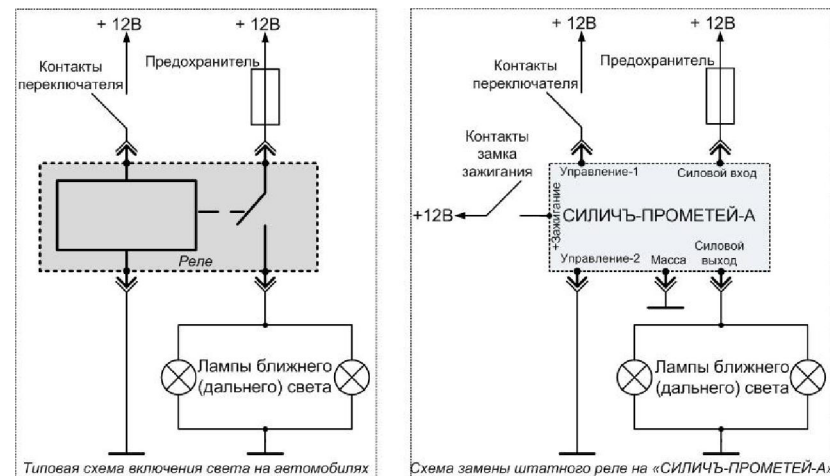 + 12В
+ 12В
Контакты
переключателя
Предохранитель
Реле
Лампы ближнего
(дальнего) света
Типовая схема включения света на автомобилях
+ 12В
+ 12В
Контакты
переключателя
Предохранитель
Контакты
замка
зажигания
+12В
Управление-1
Силовой вход
+Зажигание
СИЛИЧЪ-ПРОМЕТЕЙ-А
Управление-2
Масса
Силовой
выход
Лампы ближнего
(дальнего) света
Схема замены штатного реле на «СИЛИЧЪ-ПРОМЕТЕЙ-А»